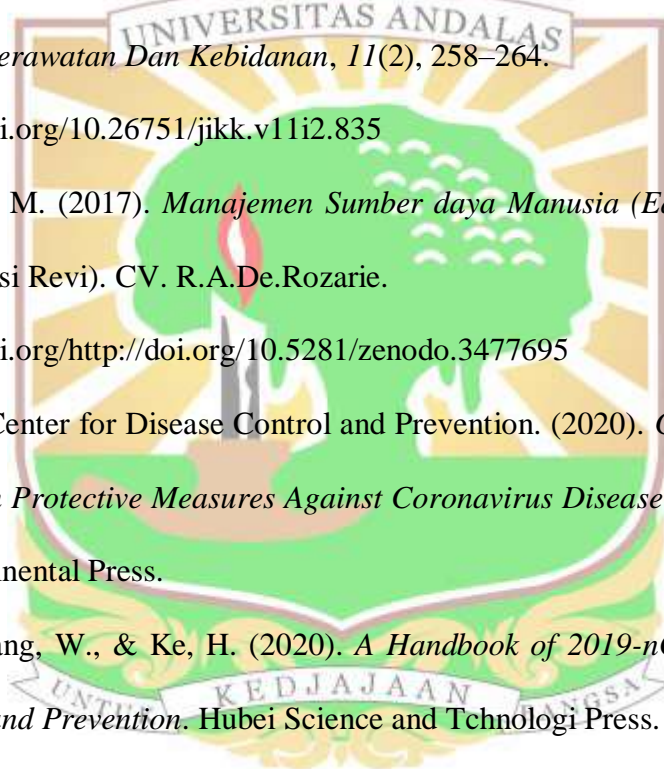 UNIVERSITAS ANDALAS
erawatan Dan Kebidanan, 11(2), 258–264.
i.org/10.26751/jikk.v11i2.835
M. (2017). Manajemen Sumber daya Manusia (Ed
si Revi). CV. R.A.De.Rozarie.
i.org/http://doi.org/10.5281/zenodo.3477695
Center for Disease Control and Prevention. (2020).
Protective Measures Against Coronavirus Disease
nental Press.
ang, W., & Ke, H. (2020). A Handbook of 2019-n
and Prevention. Hubei Science and Tchnologi Press.
UNTUK KEDJAJAAN BANGSA